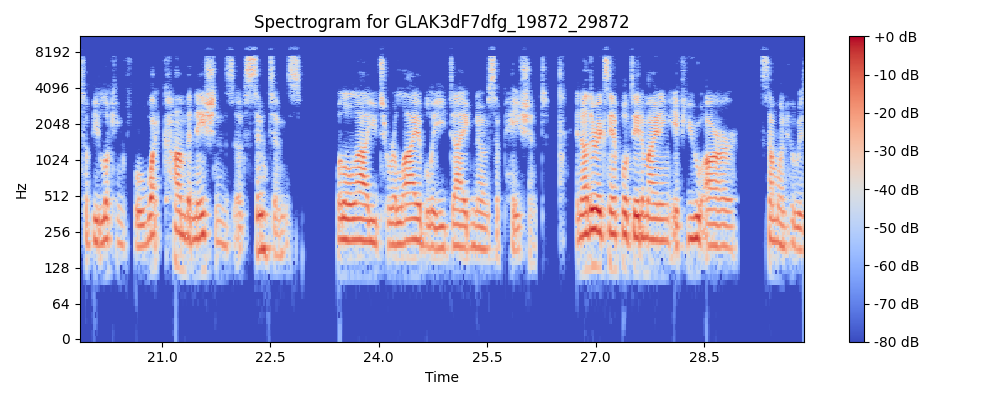 Spectrogram for GLAK3dF7dfg_19872_29872
8192
4096
2048
1024
512
256
128
64
0
Hz
21.0 22.5 24.0 25.5 27.0 28.5
Time
+0 dB
-10 dB
-20 dB
-30 dB
-40 dB
-50 dB
-60 dB
-70 dB
-80 dB